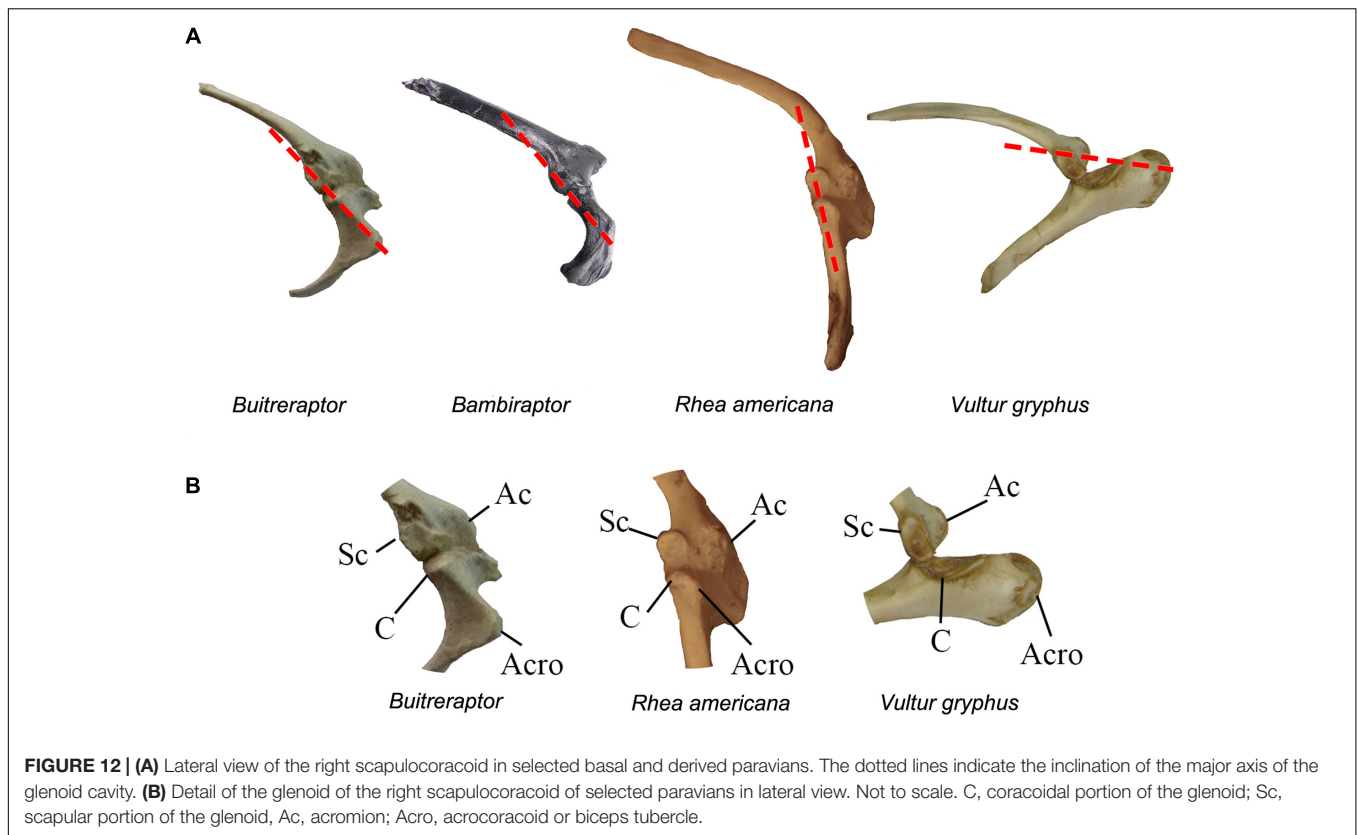 A
Buitreraptor
Bambiraptor
Rhea americana
Vultur gryphus
B
Ac
Sc
C
Acro
Buitreraptor
Sc
Ac
C
Acro
Rhea americana
Ac
Sc
C
Acro
Vultur gryphus
FIGURE 12 | (A) Lateral view of the right scapulocoracoid in selected basal and derived paravians. The dotted lines indicate the inclination of the major axis of the
glenoid cavity. (B) Detail of the glenoid of the right scapulocoracoid of selected paravians in lateral view. Not to scale. C, coracoidal portion of the glenoid; Sc,
scapular portion of the glenoid, Ac, acromion; Acro, acrocoracoid or biceps tubercle.